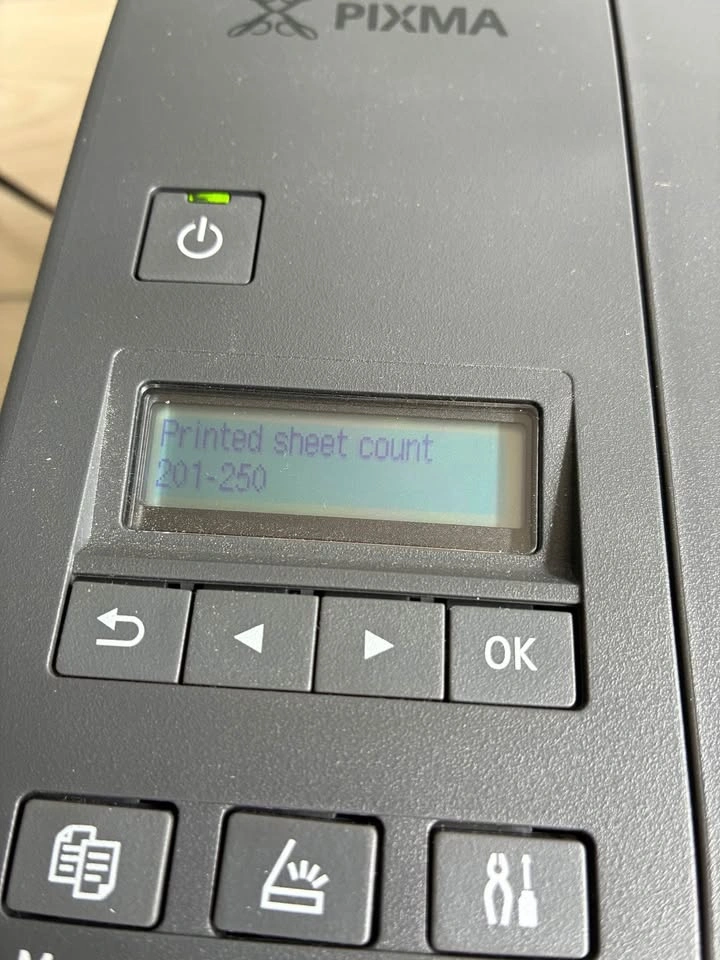 PIXMA
Printed sheet count
201-250
OK